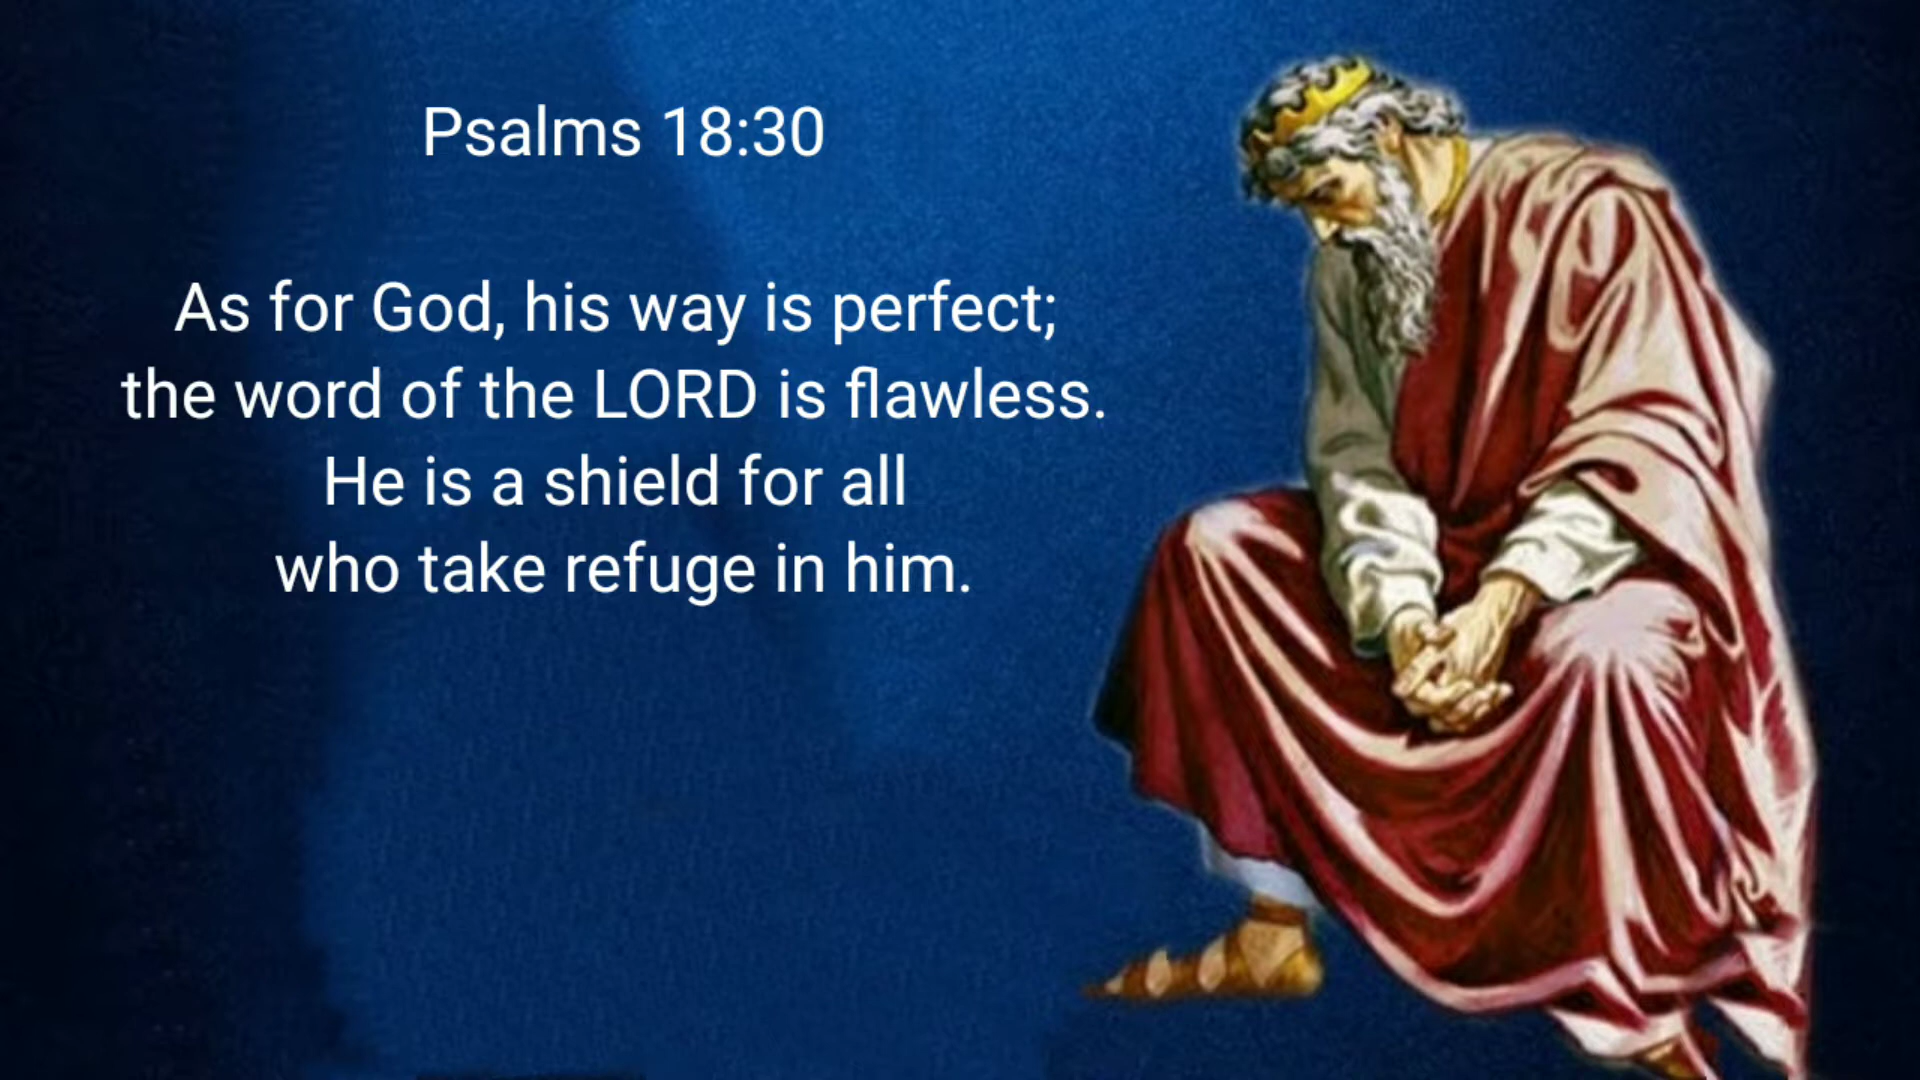 Psalms 18:30
As for God, his way is perfect;
the word of the LORD is flawless.
He is a shield for all
who take refuge in him.